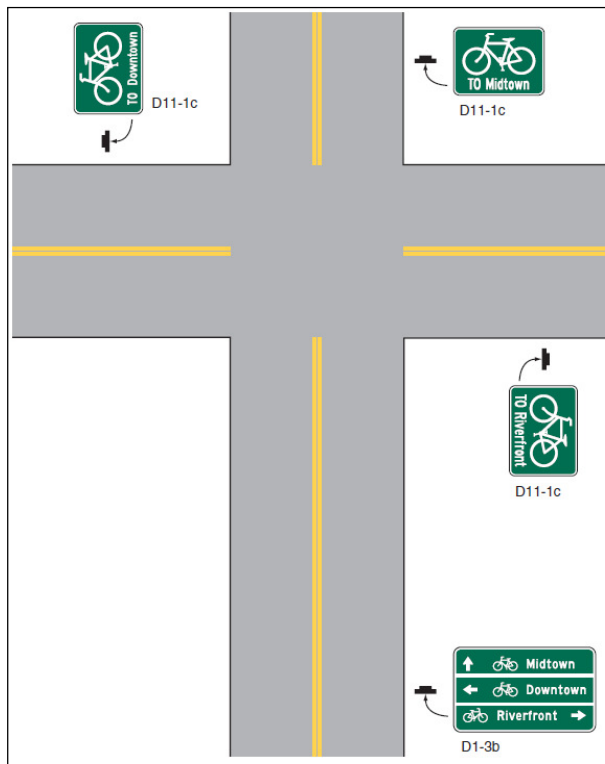 TO Downtown
D11-1c
TO Midtown
D11-1c
TO Riverfront
D11-1c
Midtown
Downtown
Riverfront
D1-3b